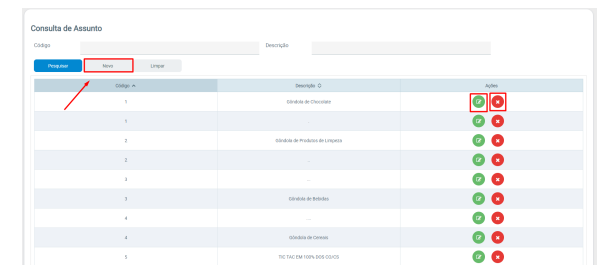 Consulta de Assunto
Código Descrição
Pesquisar Novo Limpar
Código Descrição Ações
1 Gôndola de Chocolate
1
2 Gôndola de Produtos de Limpeza
2 ...
3 ...
3 Gôndola de Bebidas
4 ...
4 Gôndola de Cereais
5 TIC TAC EM 100% DOS